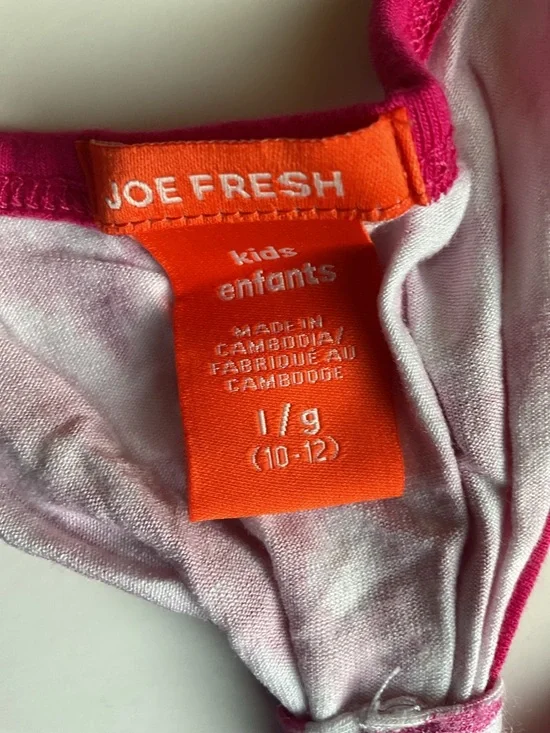 JOE FRESH
kids
enfants
MADE IN
CAMBODIA/
FABRIQUÉ AU
CAMBODGE
l/g
(10-12)